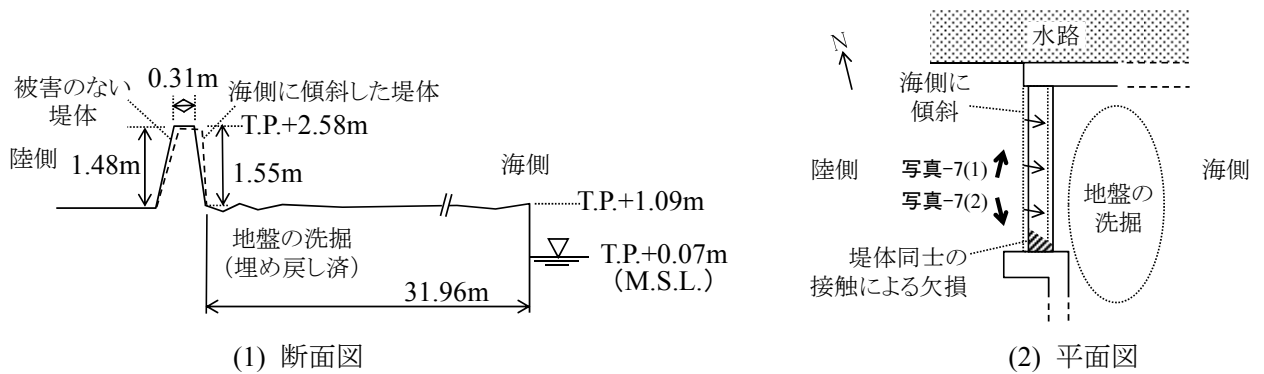 0.31m
被害のない
堤体
海側に傾斜した堤体
T.P.+2.58m
陸側
1.48m
1.55m
海側
T.P.+1.09m
地盤の洗掘
(埋め戻し済)
T.P.+0.07m
(M.S.L.)
31.96m
(1) 断面図
N
水路
海側に
傾斜
陸側
写真-7(1)
写真-7(2)
地盤の
洗掘
海側
堤体同士の
接触による欠損
(2) 平面図